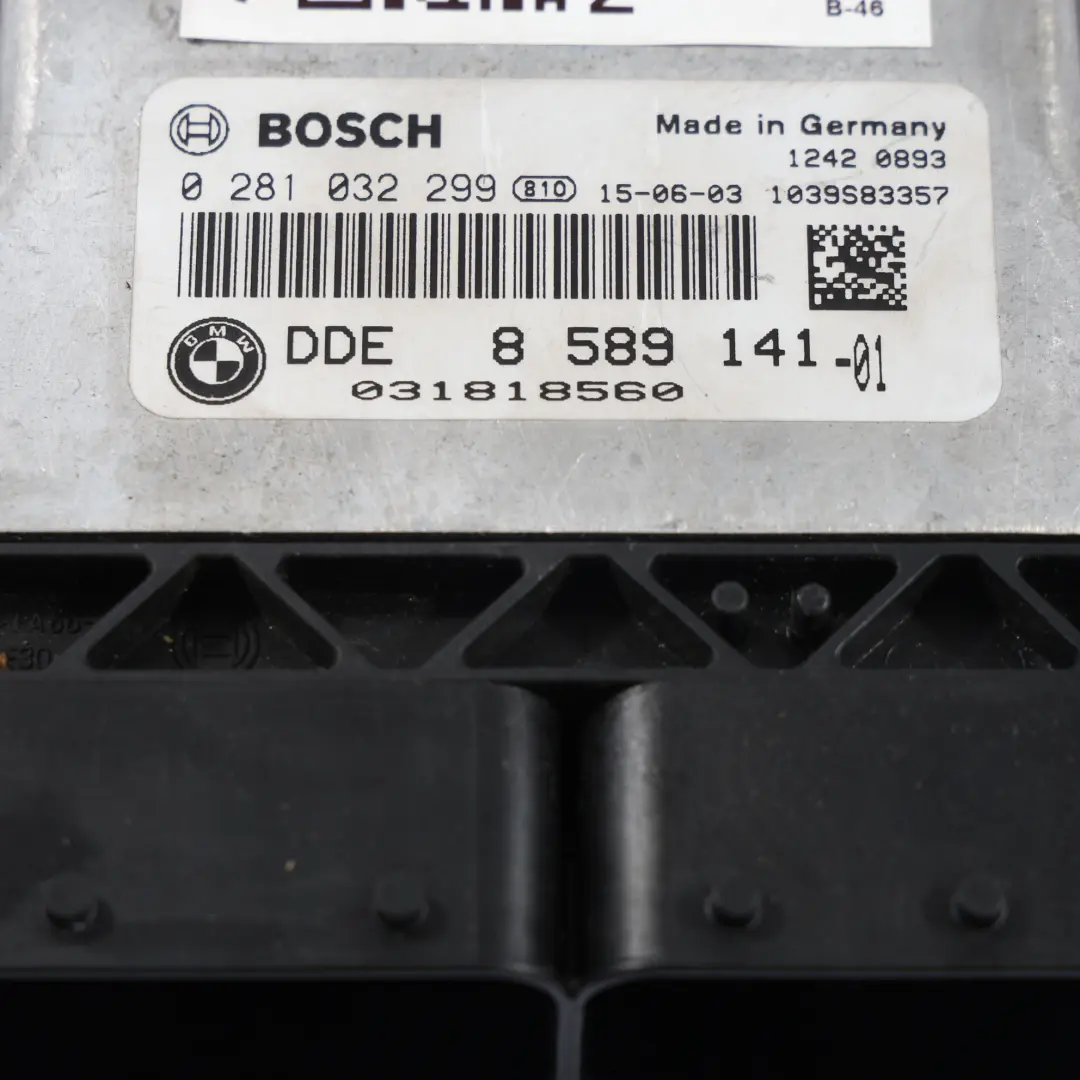 B-46
BOSCH
Made in Germany
1242 0893
0 281 032 299 810 15-06-03 1039S83357
BMW
DDE 8 589 141-01
031818560